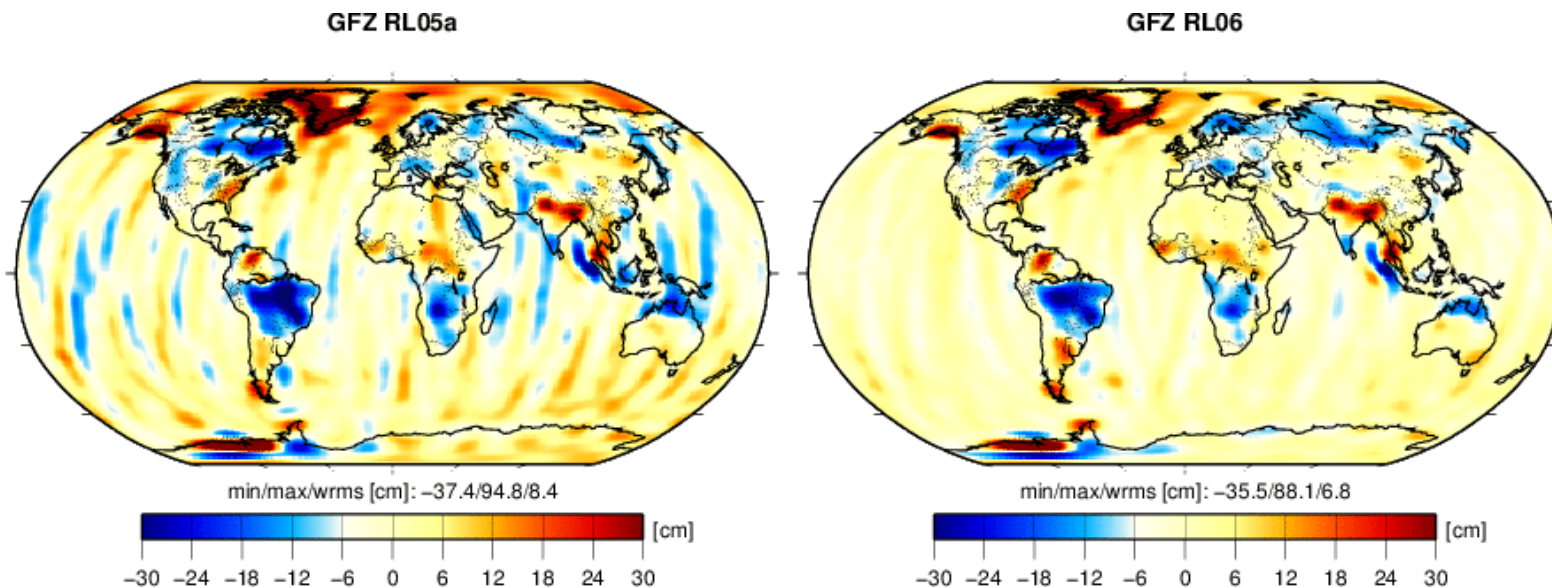 GFZ RL05a
GFZ RL06
min/max/wrms [cm]: −37.4/94.8/8.4
min/max/wrms [cm]: −35.5/88.1/6.8
[cm]
[cm]
−30 −24 −18 −12 −6 0 6 12 18 24 30
−30 −24 −18 −12 −6 0 6 12 18 24 30